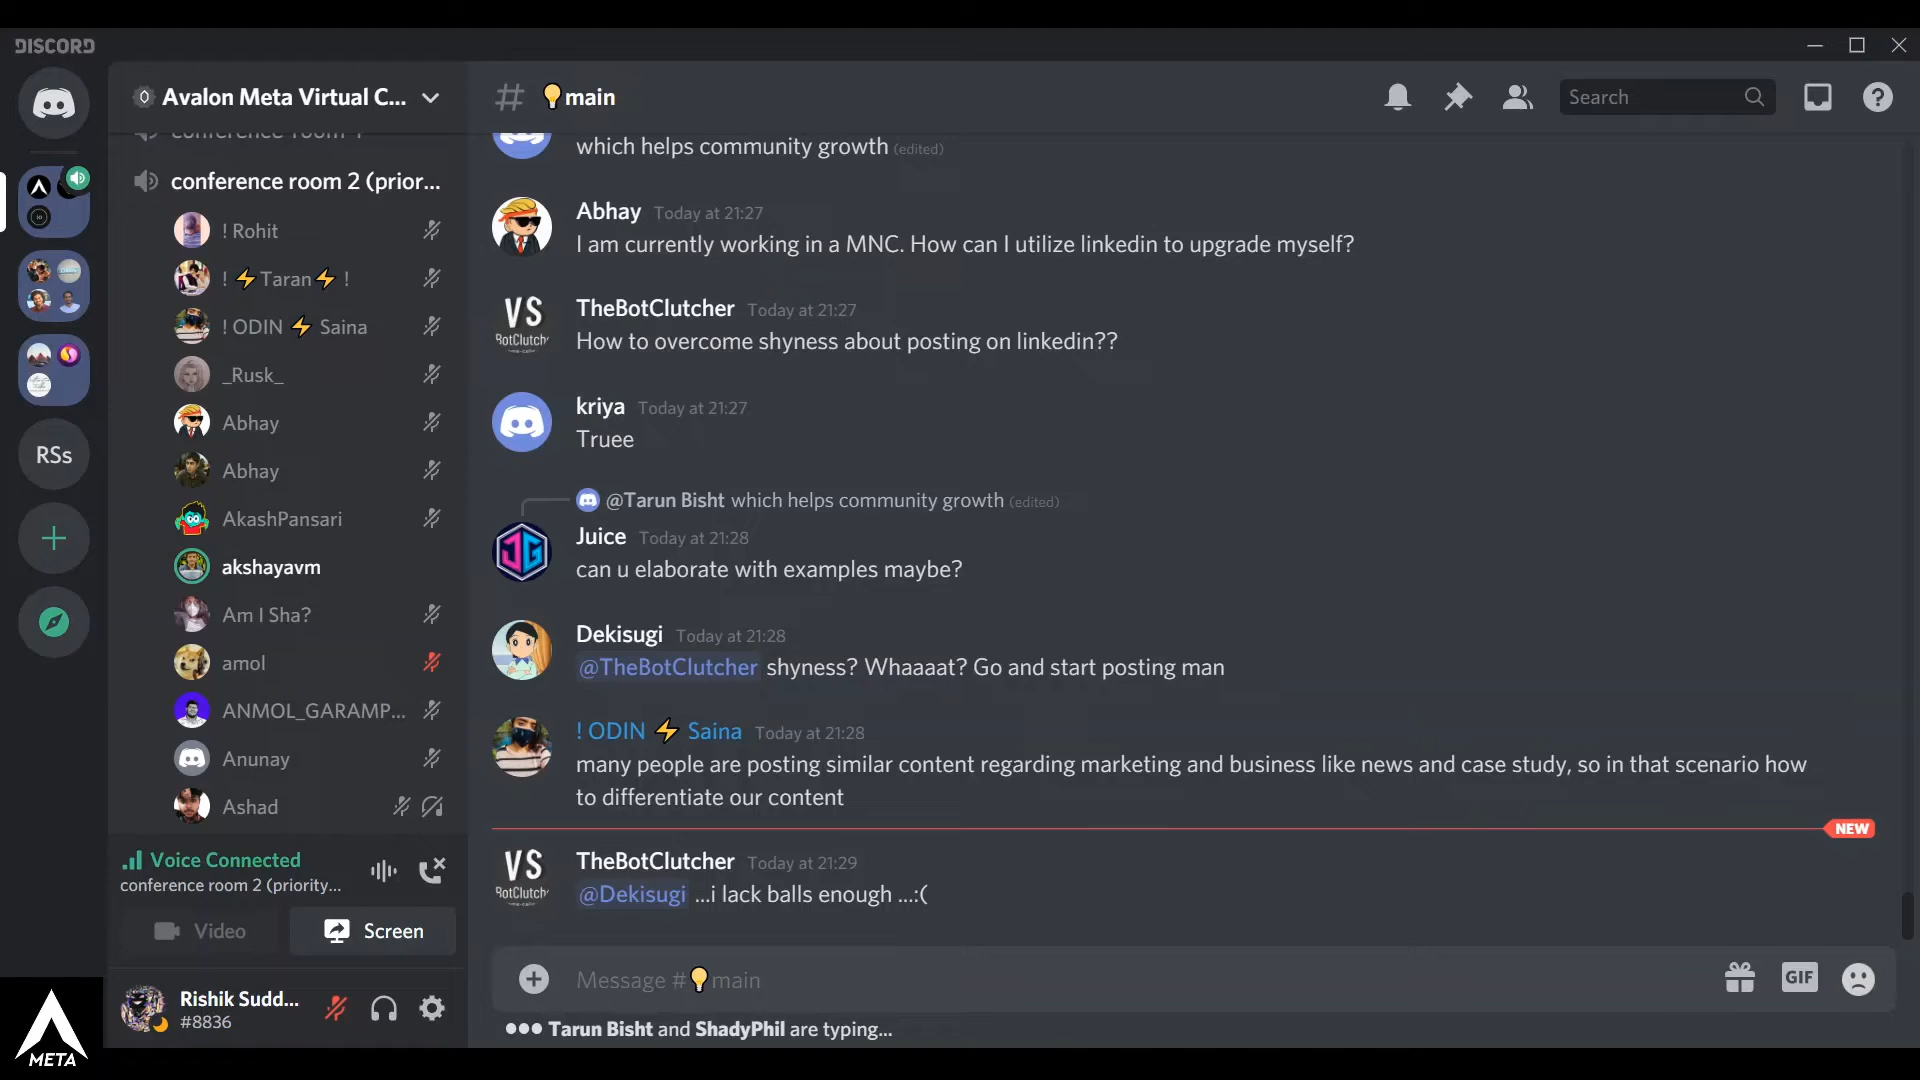 DISCORD
Avalon Meta Virtual C...
# 💡main
Search
conference room 2 (prior...
! Rohit
! ⚡Taran⚡ !
! ODIN ⚡ Saina
_Rusk_
Abhay
Abhay
AkashPansari
akshayavm
Am I Sha?
amol
ANMOL_GARAMP...
Anunay
Ashad
RSs
Voice Connected
conference room 2 (priority...
Video
Screen
Rishik Sudd...
#8836
META
which helps community growth (edited)
Abhay Today at 21:27
I am currently working in a MNC. How can I utilize linkedin to upgrade myself?
VS
BotClutch
TheBotClutcher Today at 21:27
How to overcome shyness about posting on linkedin??
kriya Today at 21:27
Truee
@Tarun Bisht which helps community growth (edited)
JG
Juice Today at 21:28
can u elaborate with examples maybe?
Dekisugi Today at 21:28
@TheBotClutcher shyness? Whaaaat? Go and start posting man
! ODIN ⚡ Saina Today at 21:28
many people are posting similar content regarding marketing and business like news and case study, so in that scenario how
to differentiate our content
NEW
VS
BotClutch
TheBotClutcher Today at 21:29
@Dekisugi ...i lack balls enough ...:(
Message #💡main
GIF
Tarun Bisht and ShadyPhil are typing...